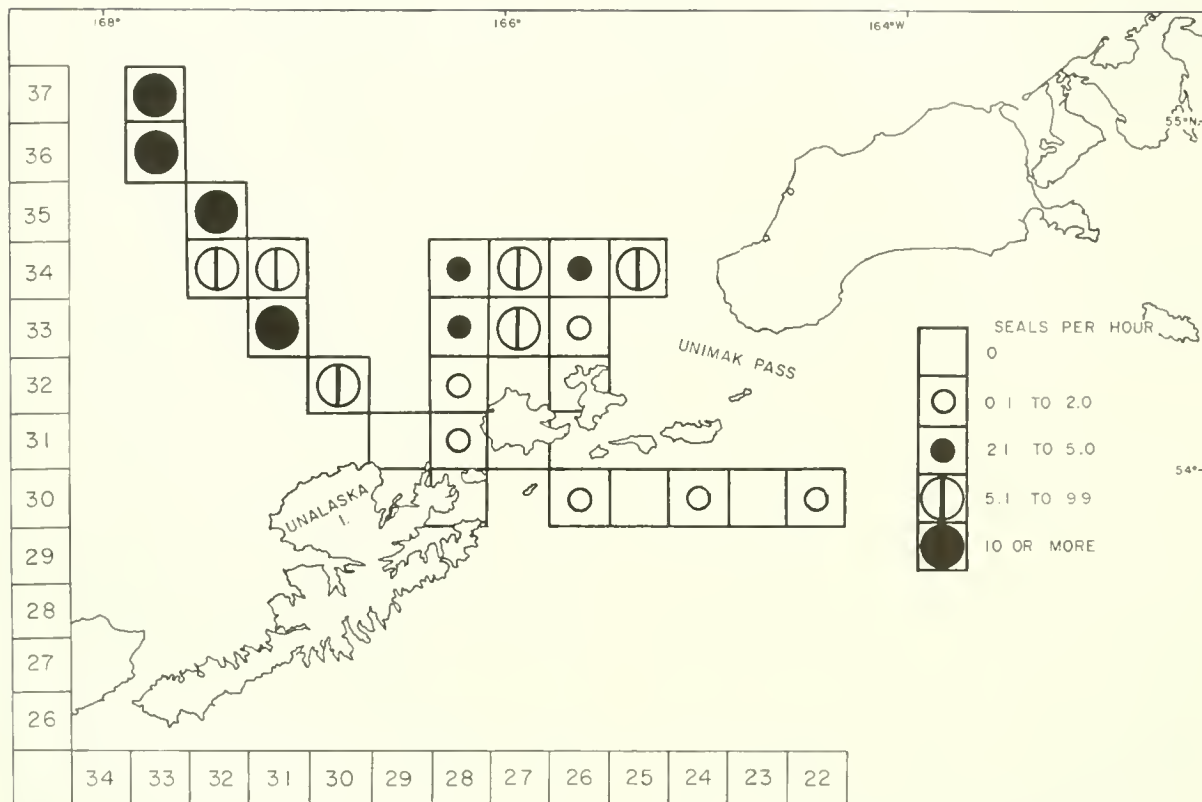 168° 166° 164°W
37
55°N.
36
35
34
33
SEALS PER HOUR
0
UNIMAK PASS
32
0 1 TO 2.0
31
2 1 TO 5.0
54°
30
5.1 TO 9 9
UNALASKA
I.
29
10 OR MORE
28
27
26
34 33 32 31 30 29 28 27 26 25 24 23 22